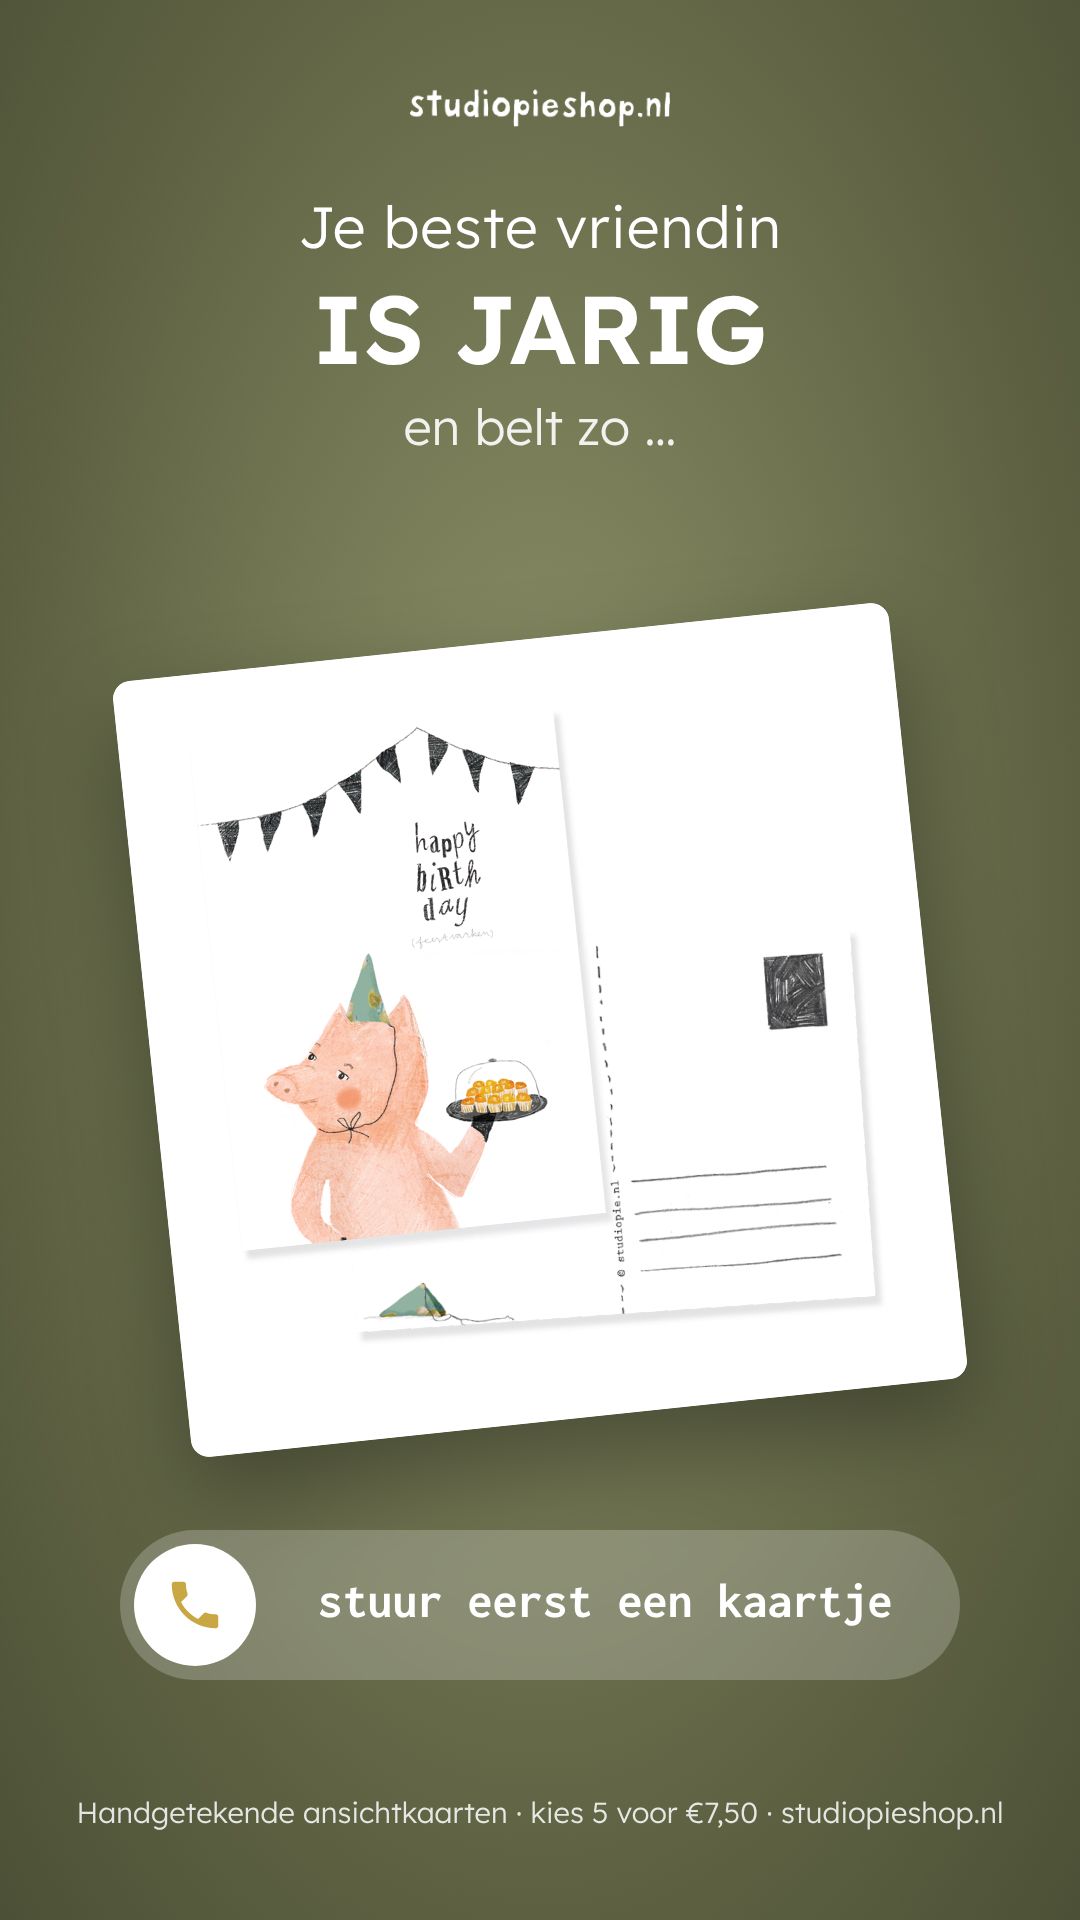 studiopieshop.nl
Je beste vriendin
IS JARIG
en belt zo ...
happy
biRth
day
(feestvarken)
© studiopie.nl
stuur eerst een kaartje
Handgetekende ansichtkaarten · kies 5 voor €7,50 · studiopieshop.nl